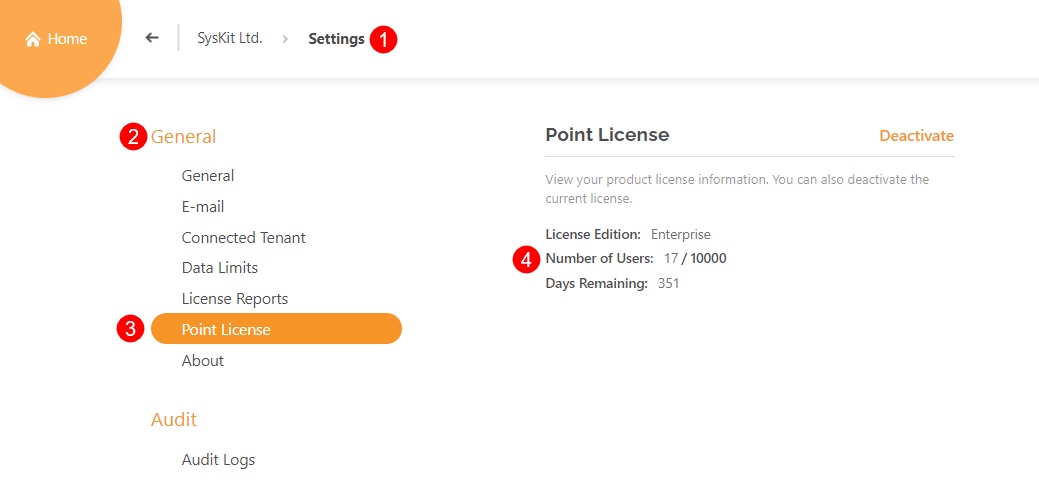 Home
SysKit Ltd. > Settings 1
2 General
General
E-mail
Connected Tenant
Data Limits
License Reports
3 Point License
About
Audit
Audit Logs
Point License Deactivate
View your product license information. You can also deactivate the
current license.
License Edition: Enterprise
4 Number of Users: 17 / 10000
Days Remaining: 351